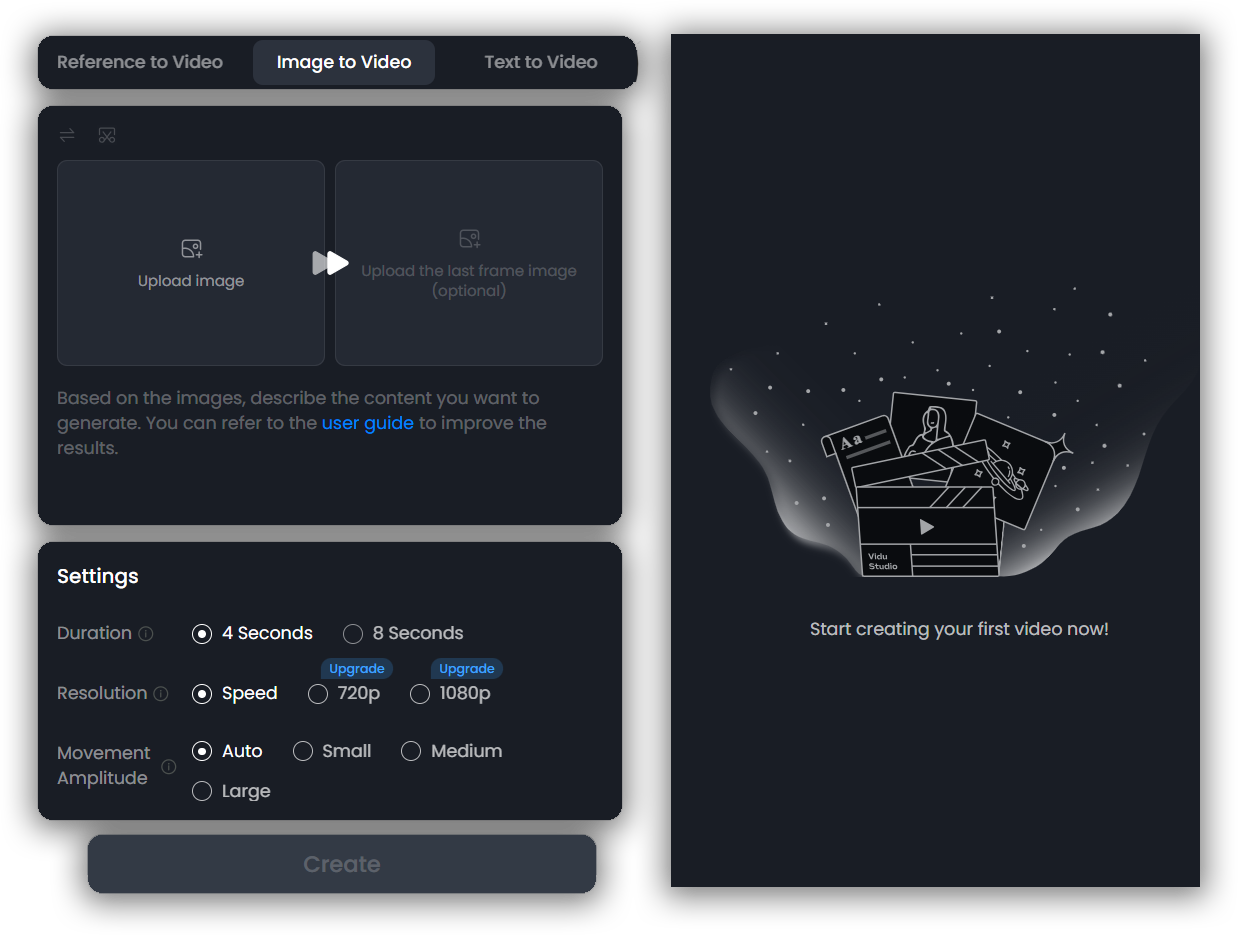 Reference to Video
Image to Video
Text to Video
Upload image
Upload the last frame image
(optional)
Based on the images, describe the content you want to
generate. You can refer to the user guide to improve the
results.
Settings
Duration
4 Seconds
8 Seconds
Upgrade
Upgrade
Resolution
Speed
720p
1080p
Movement
Amplitude
Auto
Small
Medium
Large
Create
Aa
Vidu
Studio
Start creating your first video now!